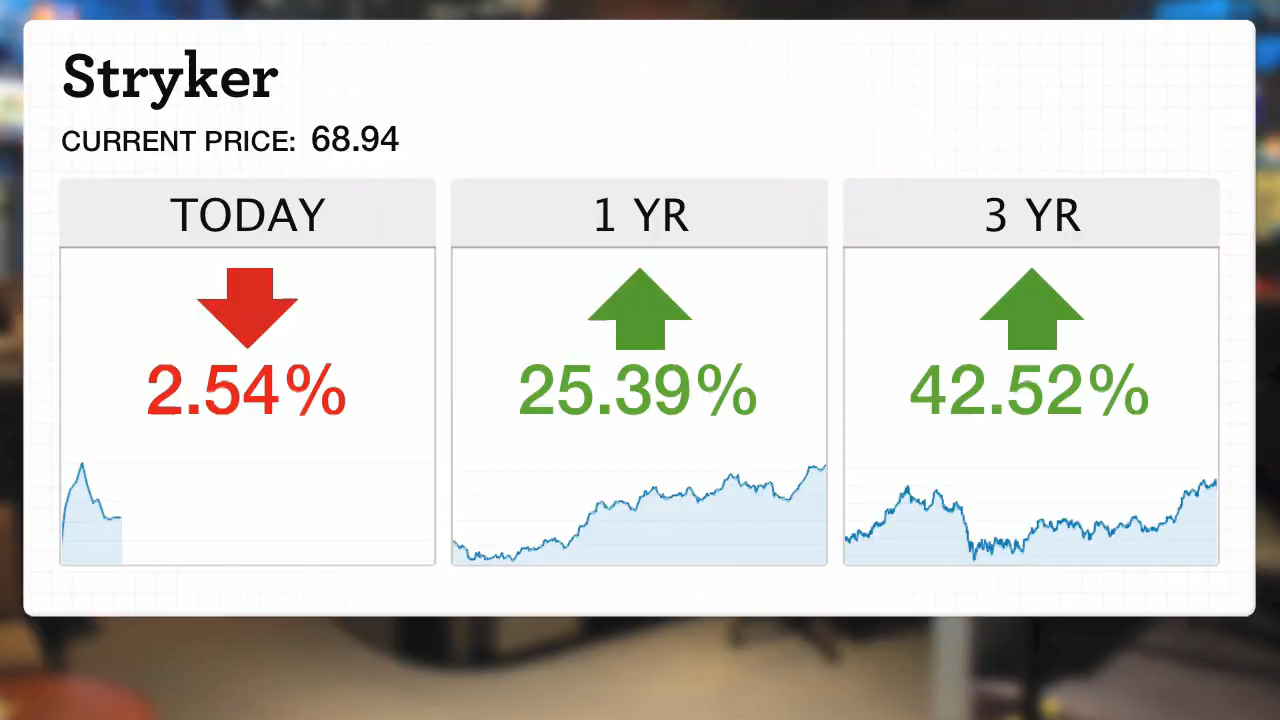 Stryker
CURRENT PRICE: 68.94
TODAY
1 YR
3 YR
2.54%
25.39%
42.52%